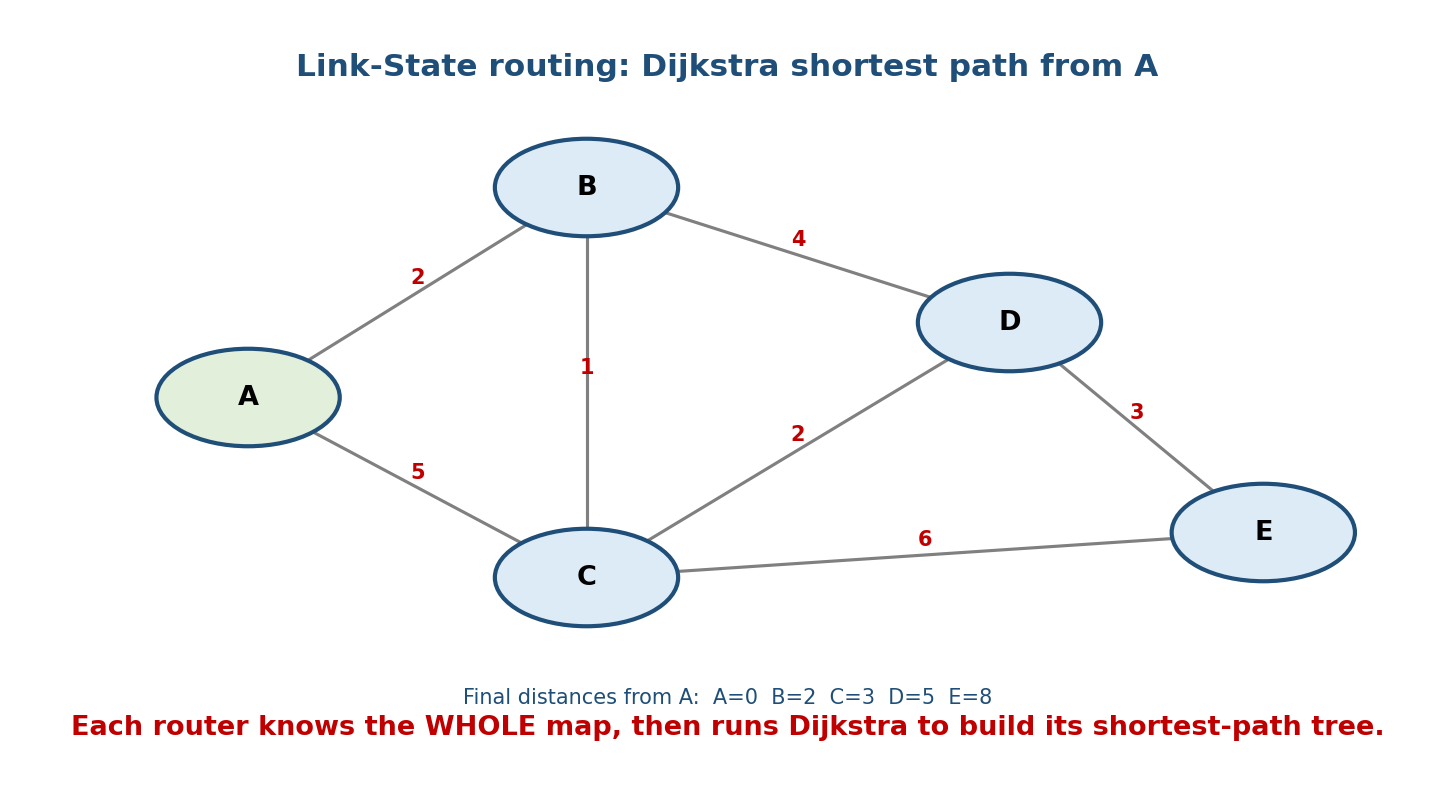 Link-State routing: Dijkstra shortest path from A
B
4
2
D
1
A
3
2
5
E
6
C
Final distances from A:  A=0  B=2  C=3  D=5  E=8
Each router knows the WHOLE map, then runs Dijkstra to build its shortest-path tree.